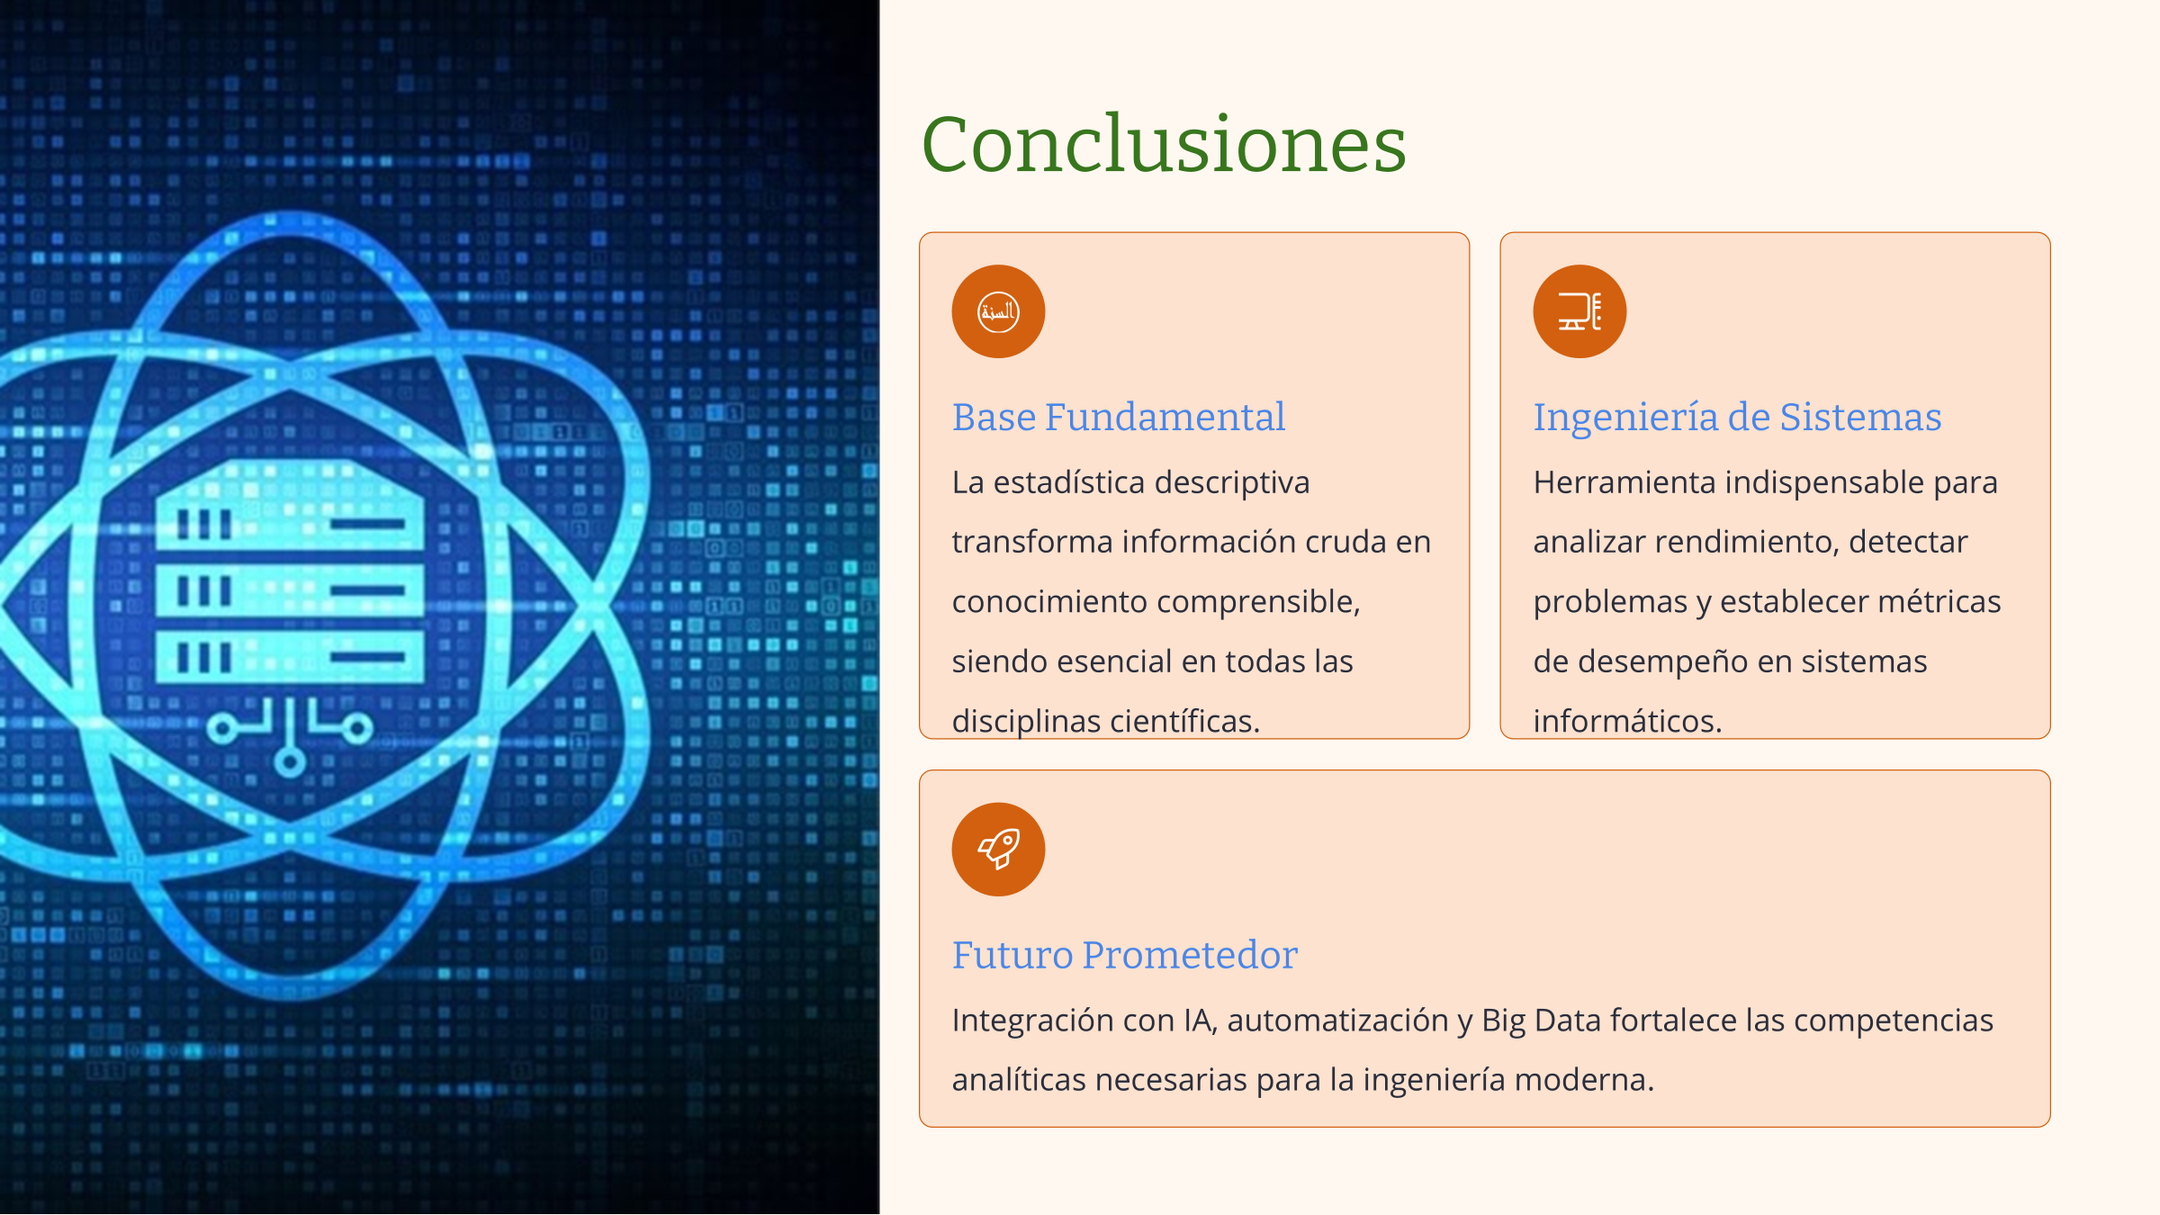 Conclusiones
السنة
Base Fundamental
La estadística descriptiva
transforma información cruda en
conocimiento comprensible,
siendo esencial en todas las
disciplinas científicas.
Ingeniería de Sistemas
Herramienta indispensable para
analizar rendimiento, detectar
problemas y establecer métricas
de desempeño en sistemas
informáticos.
Futuro Prometedor
Integración con IA, automatización y Big Data fortalece las competencias
analíticas necesarias para la ingeniería moderna.